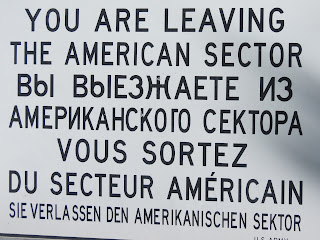 YOU ARE LEAVING
THE AMERICAN SECTOR
ВЫ ВЫЕЗЖАЕТЕ ИЗ
АМЕРИКАНСКОГО СЕКТОРА
VOUS SORTEZ
DU SECTEUR AMÉRICAIN
SIE VERLASSEN DEN AMERIKANISCHEN SEKTOR
U.S. ARMY